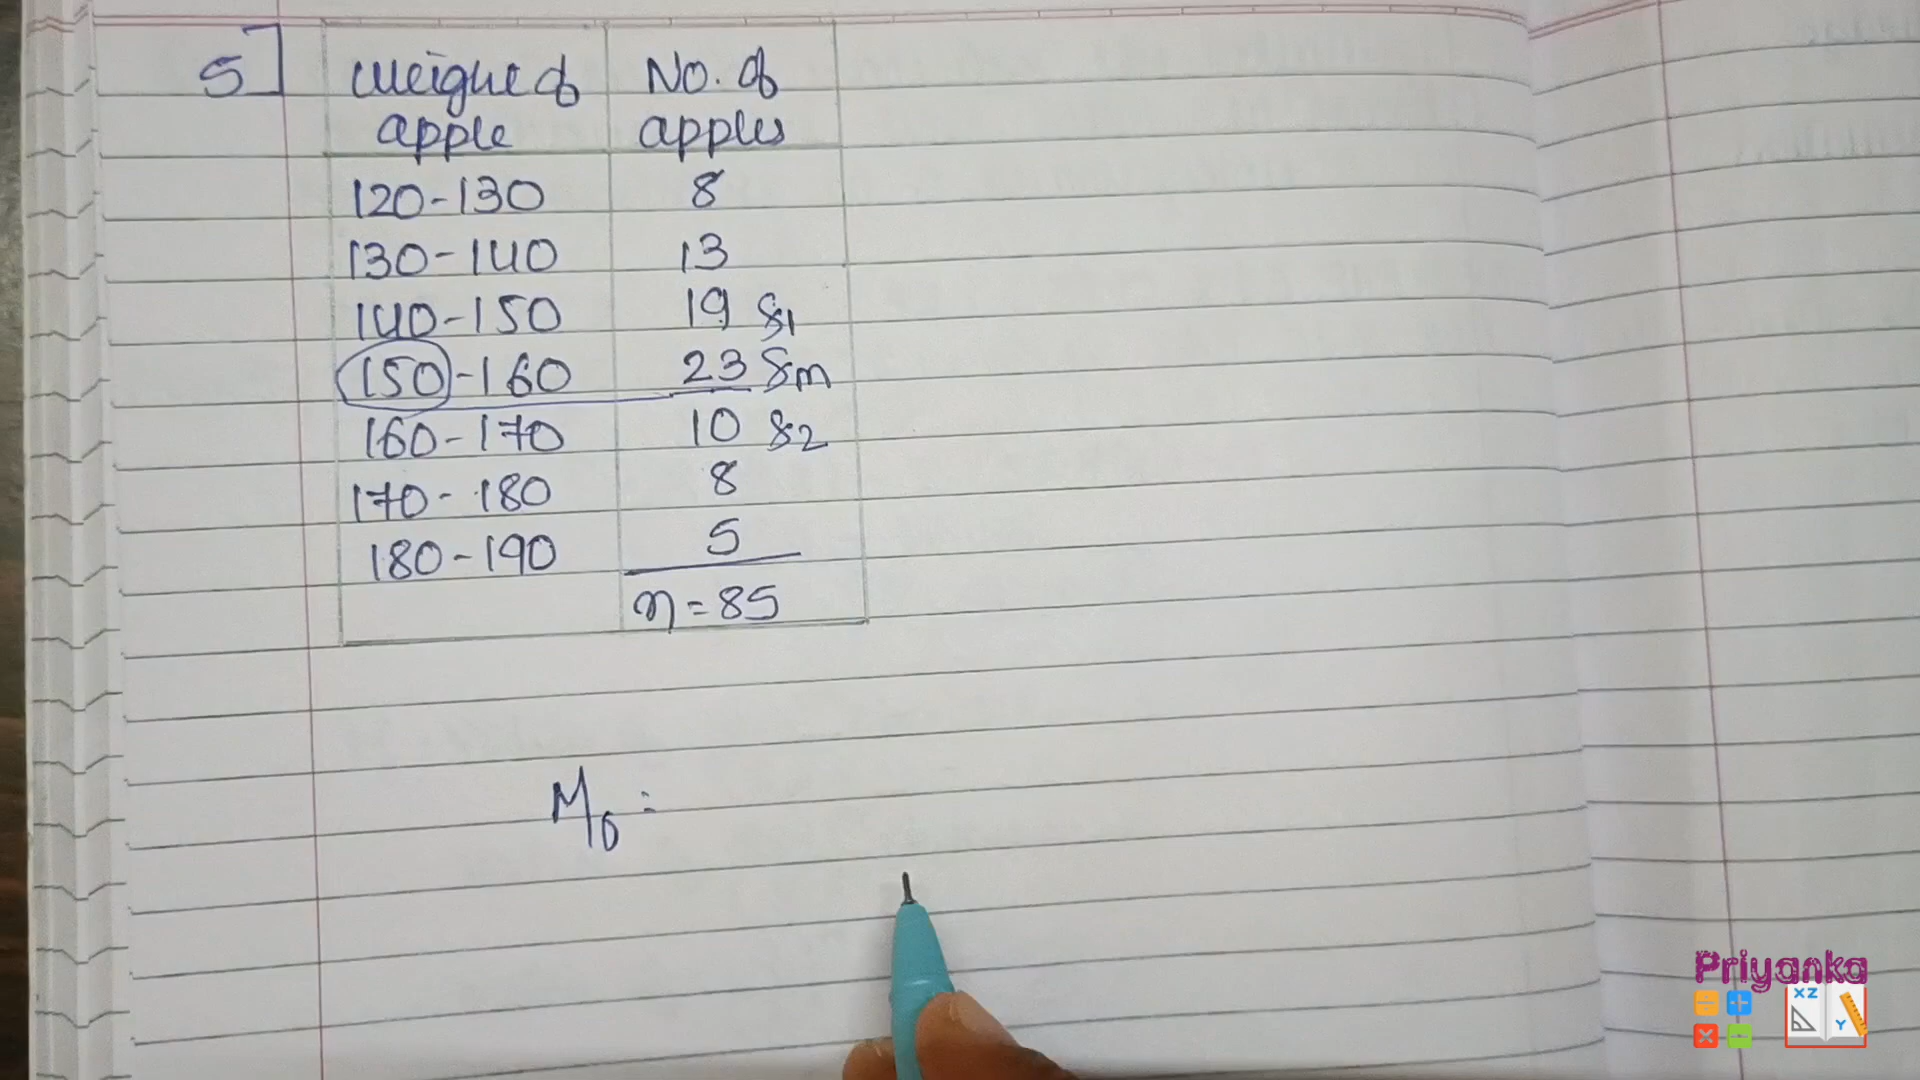 5]
Weight of apple No. of apples
120-130 8
130-140 13
140-150 19 f1
150-160 23 fm
160-170 10 f2
170-180 8
180-190 5
n=85
Mo =
Priyanka
XZ
Y